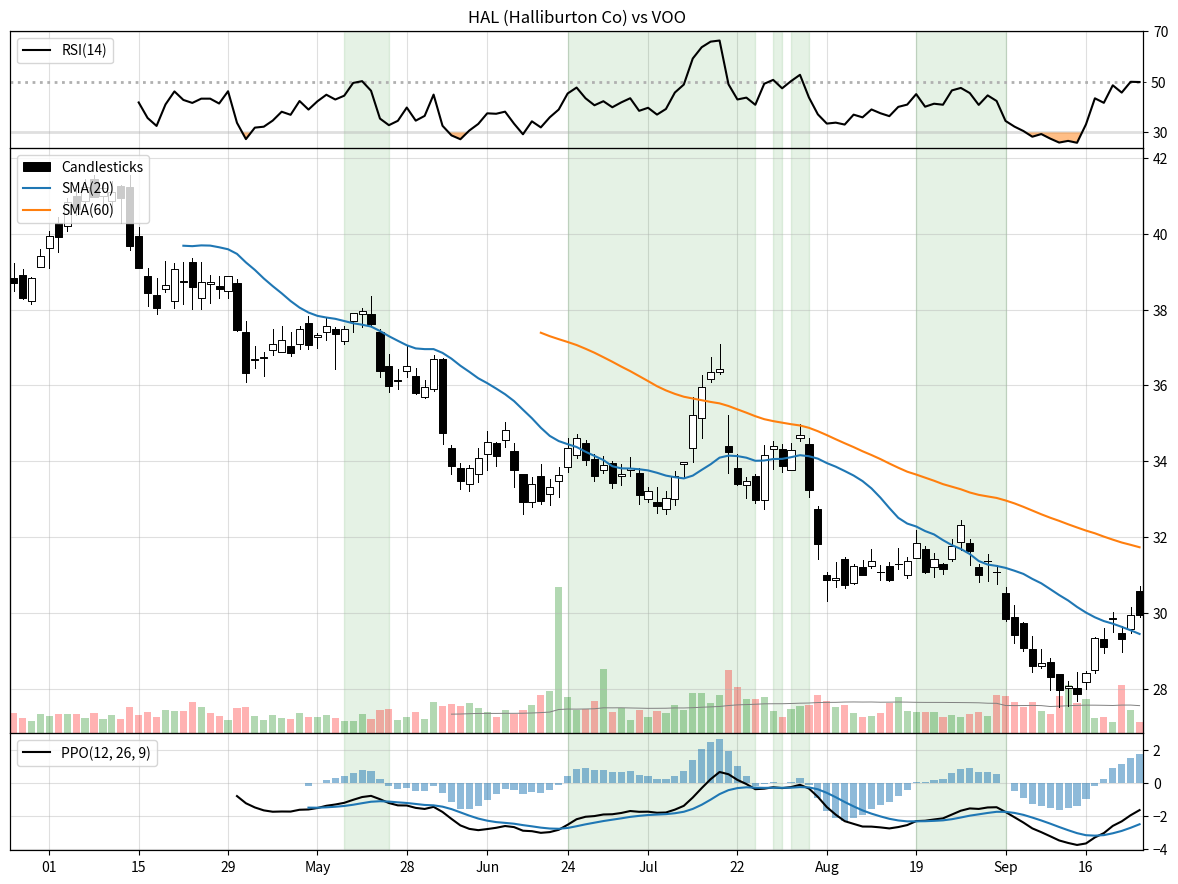 HAL (Halliburton Co) vs VOO
RSI(14)
70
50
30
Candlesticks
SMA(20)
SMA(60)
42
40
38
36
34
32
30
28
PPO(12, 26, 9)
2
0
−2
−4
01 15 29 May 28 Jun 24 Jul 22 Aug 19 Sep 16